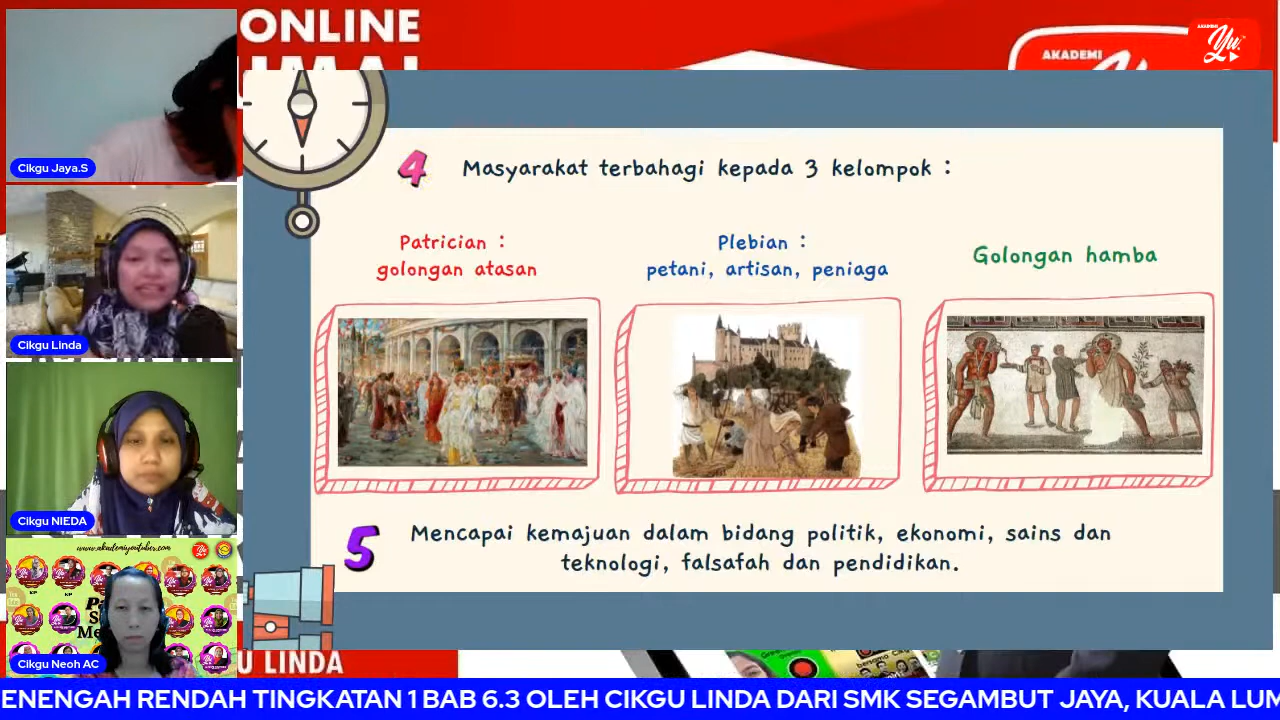 ONLINE
AKADEMI
Yu
AKADEMI
Cikgu Jaya.S
4 Masyarakat terbahagi kepada 3 kelompok :
Patrician :
golongan atasan
Plebian :
petani, artisan, peniaga
Golongan hamba
Cikgu Linda
5 Mencapai kemajuan dalam bidang politik, ekonomi, sains dan
teknologi, falsafah dan pendidikan.
Cikgu NIEDA
www.akademiyoutuber.com
Cikgu Neoh AC
U LINDA
ENENGAH RENDAH TINGKATAN 1 BAB 6.3 OLEH CIKGU LINDA DARI SMK SEGAMBUT JAYA, KUALA LUM